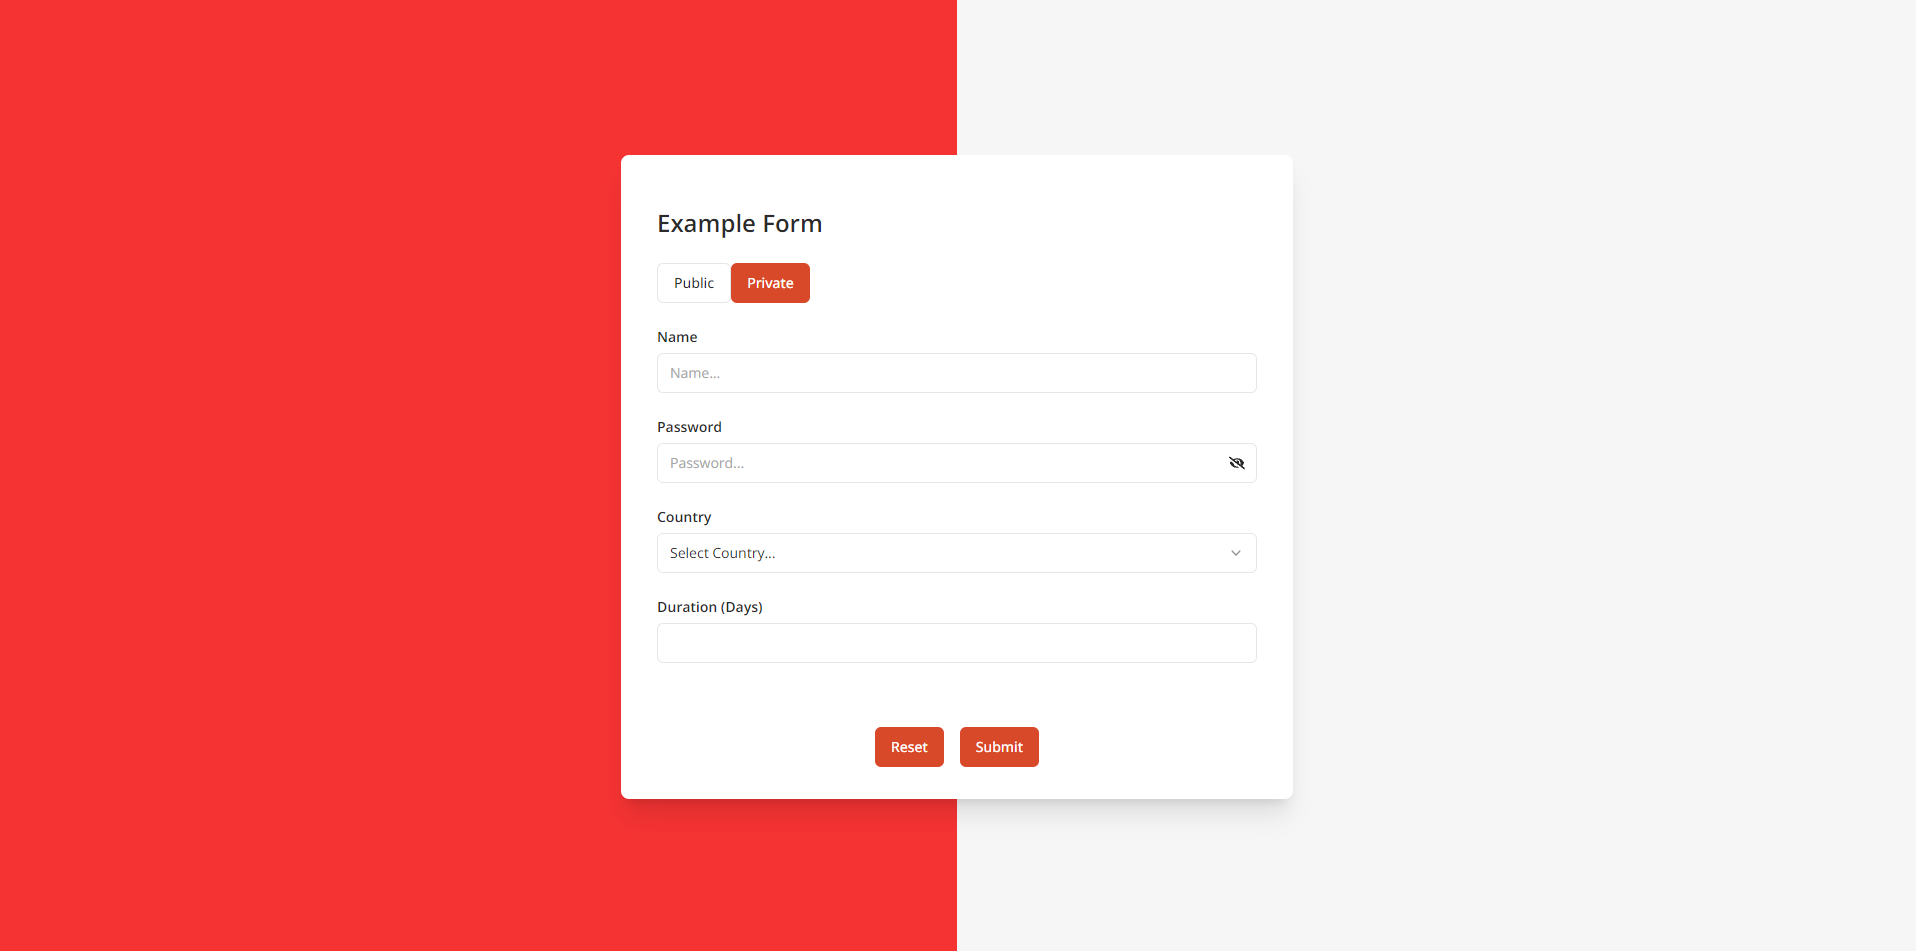 Example Form
Public Private
Name
Name...
Password
Password...
Country
Select Country...
Duration (Days)
Reset Submit